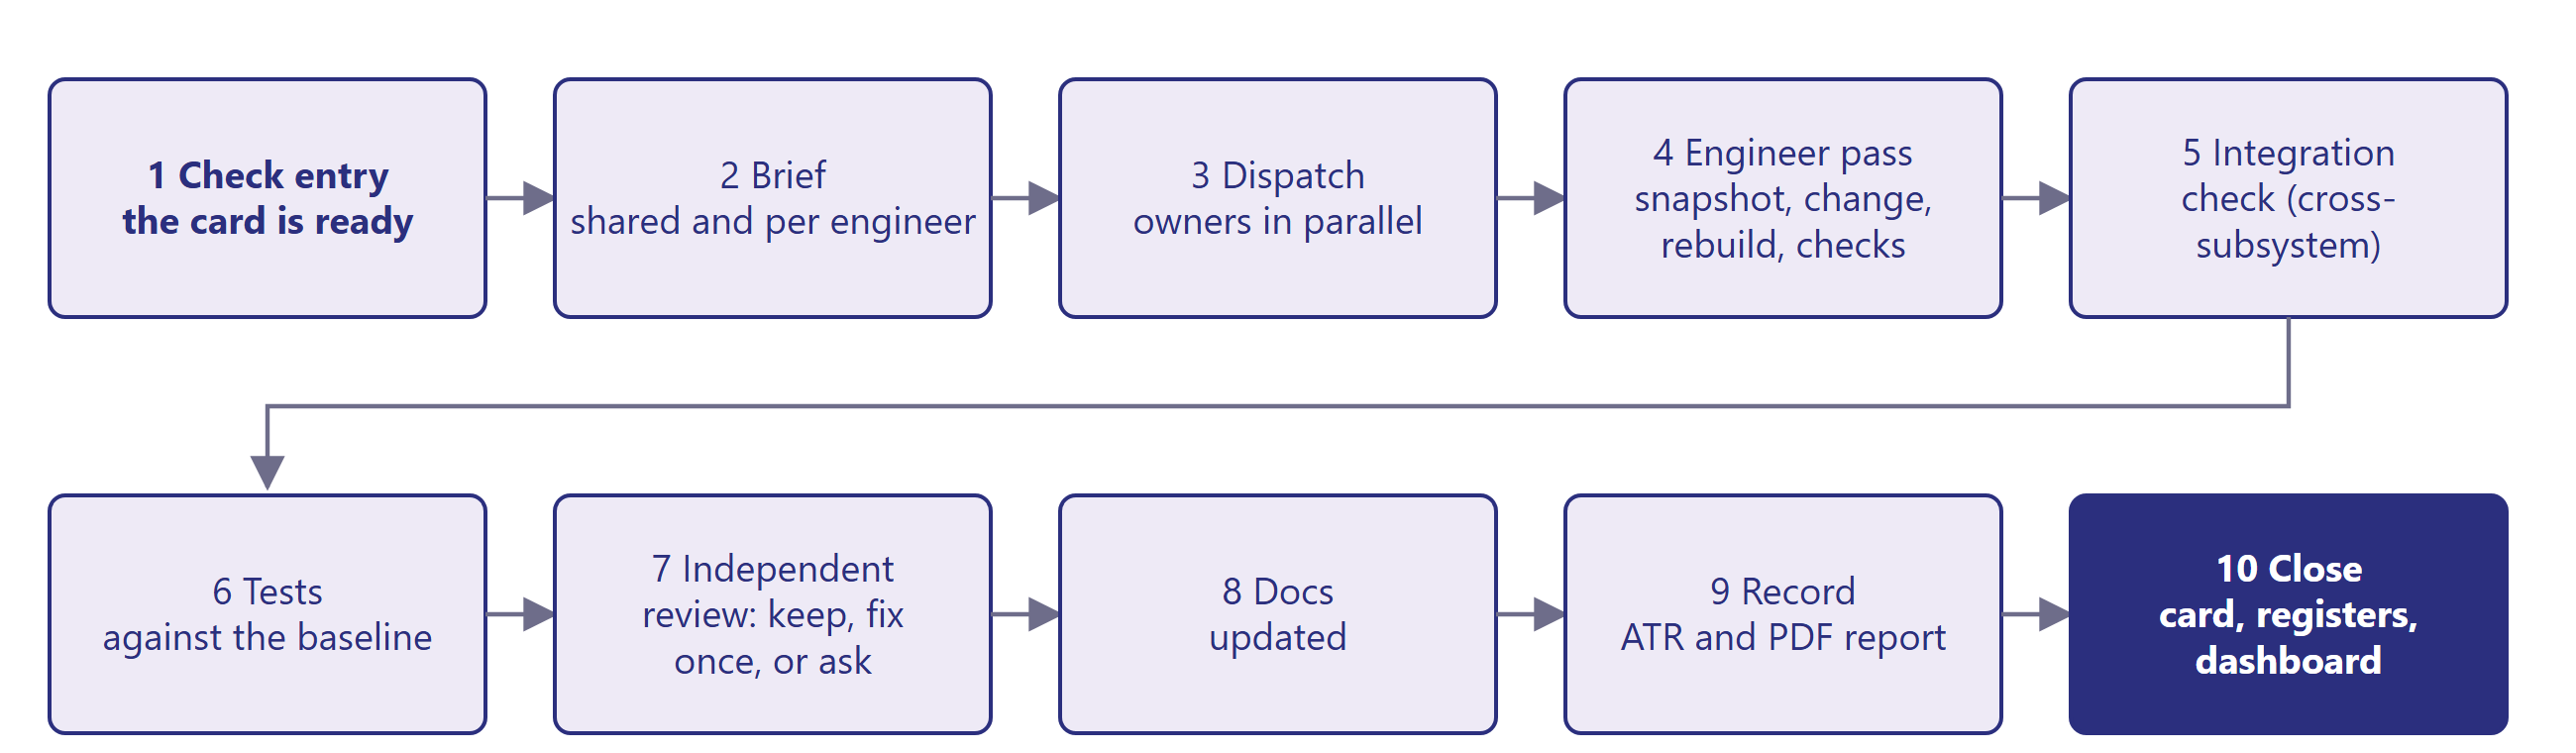 1 Check entry
the card is ready
2 Brief
shared and per engineer
3 Dispatch
owners in parallel
4 Engineer pass
snapshot, change,
rebuild, checks
5 Integration
check (cross-
subsystem)
6 Tests
against the baseline
7 Independent
review: keep, fix
once, or ask
8 Docs
updated
9 Record
ATR and PDF report
10 Close
card, registers,
dashboard